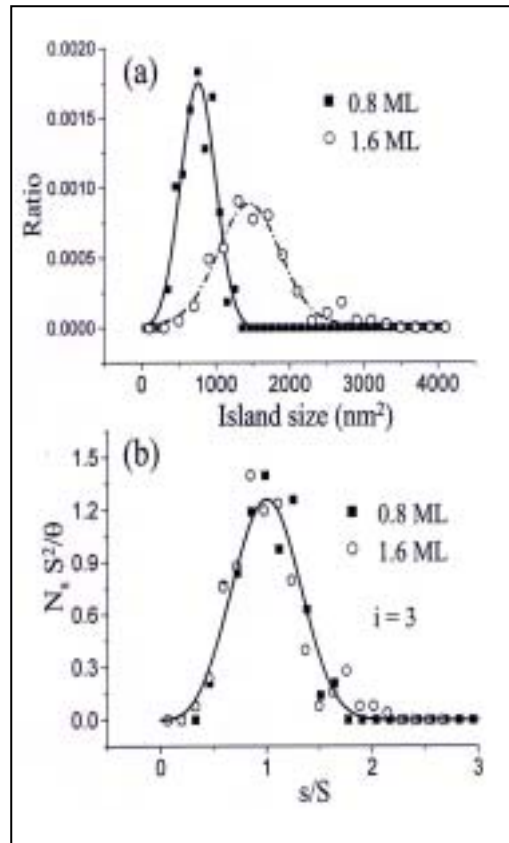 (a)
0.0020
0.0015
0.0010
0.0005
0.0000
Ratio
0.8 ML
1.6 ML
0 1000 2000 3000 4000
Island size (nm²)
(b)
1.5
1.2
0.9
0.6
0.3
0.0
Nₛ S²/θ
0.8 ML
1.6 ML
i = 3
0 1 2 3
s/S